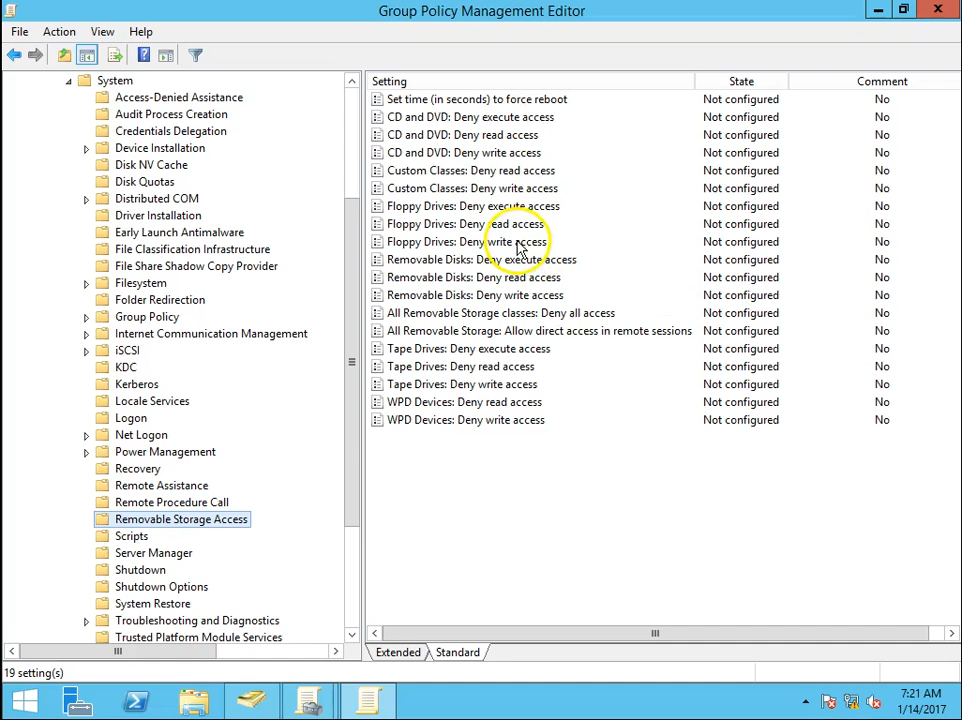 Group Policy Management Editor
File Action View Help
System
Access-Denied Assistance
Audit Process Creation
Credentials Delegation
Device Installation
Disk NV Cache
Disk Quotas
Distributed COM
Driver Installation
Early Launch Antimalware
File Classification Infrastructure
File Share Shadow Copy Provider
Filesystem
Folder Redirection
Group Policy
Internet Communication Management
iSCSI
KDC
Kerberos
Locale Services
Logon
Net Logon
Power Management
Recovery
Remote Assistance
Remote Procedure Call
Removable Storage Access
Scripts
Server Manager
Shutdown
Shutdown Options
System Restore
Troubleshooting and Diagnostics
Trusted Platform Module Services
Setting State Comment
Set time (in seconds) to force reboot Not configured No
CD and DVD: Deny execute access Not configured No
CD and DVD: Deny read access Not configured No
CD and DVD: Deny write access Not configured No
Custom Classes: Deny read access Not configured No
Custom Classes: Deny write access Not configured No
Floppy Drives: Deny execute access Not configured No
Floppy Drives: Deny read access Not configured No
Floppy Drives: Deny write access Not configured No
Removable Disks: Deny execute access Not configured No
Removable Disks: Deny read access Not configured No
Removable Disks: Deny write access Not configured No
All Removable Storage classes: Deny all access Not configured No
All Removable Storage: Allow direct access in remote sessions Not configured No
Tape Drives: Deny execute access Not configured No
Tape Drives: Deny read access Not configured No
Tape Drives: Deny write access Not configured No
WPD Devices: Deny read access Not configured No
WPD Devices: Deny write access Not configured No
Extended Standard
19 setting(s)
7:21 AM
1/14/2017